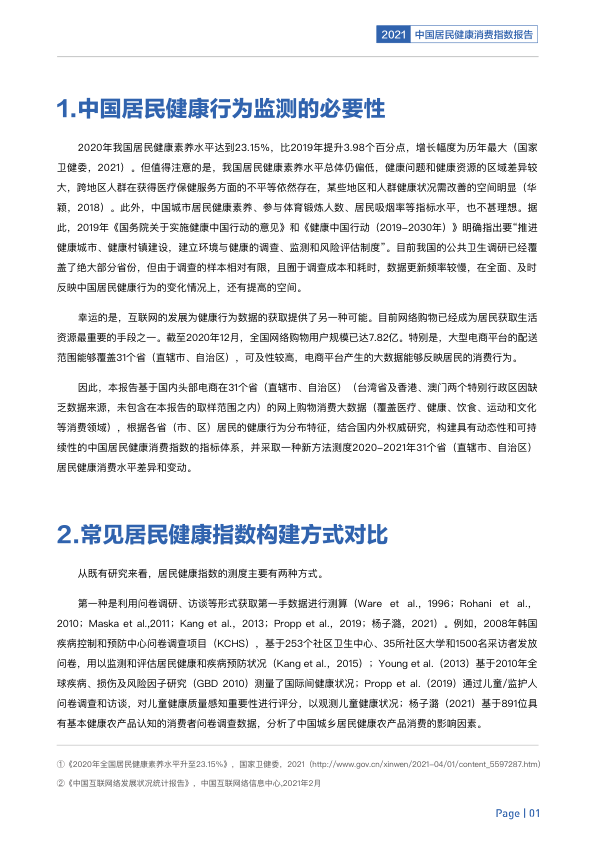 2021 中国居民健康消费指数报告
1.中国居民健康行为监测的必要性
2020年我国居民健康素养水平达到23.15%，比2019年提升3.98个百分点，增长幅度为历年最大（国家
卫健委，2021）。但值得注意的是，我国居民健康素养水平总体仍偏低，健康问题和健康资源的区域差异较
大，跨地区人群在获得医疗保健服务方面的不平等依然存在，某些地区和人群健康状况需改善的空间明显（华
颖，2018）。此外，中国城市居民健康素养、参与体育锻炼人数、居民吸烟率等指标水平，也不甚理想。据
此，2019年《国务院关于实施健康中国行动的意见》和《健康中国行动（2019-2030年）》明确指出要“推进
健康城市、健康村镇建设，建立环境与健康的调查、监测和风险评估制度”。目前我国的公共卫生调研已经覆
盖了绝大部分省份，但由于调查的样本相对有限，且囿于调查成本和耗时，数据更新频率较慢，在全面、及时
反映中国居民健康行为的变化情况上，还有提高的空间。
幸运的是，互联网的发展为健康行为数据的获取提供了另一种可能。目前网络购物已经成为居民获取生活
资源最重要的手段之一。截至2020年12月，全国网络购物用户规模已达7.82亿。特别是，大型电商平台的配送
范围能够覆盖31个省（直辖市、自治区），可及性较高，电商平台产生的大数据能够反映居民的消费行为。
因此，本报告基于国内头部电商在31个省（直辖市、自治区）（台湾省及香港、澳门两个特别行政区因缺
乏数据来源，未包含在本报告的取样范围之内）的网上购物消费大数据（覆盖医疗、健康、饮食、运动和文化
等消费领域），根据各省（市、区）居民的健康行为分布特征，结合国内外权威研究，构建具有动态性和可持
续性的中国居民健康消费指数的指标体系，并采取一种新方法测度2020-2021年31个省（直辖市、自治区）
居民健康消费水平差异和变动。
2.常见居民健康指数构建方式对比
从既有研究来看，居民健康指数的测度主要有两种方式。
第一种是利用问卷调研、访谈等形式获取第一手数据进行测算（Ware et al., 1996；Rohani et al.，
2010；Maska et al.,2011；Kang et al.，2013；Propp et al.，2019；杨子潞，2021）。例如，2008年韩国
疾病控制和预防中心问卷调查项目（KCHS），基于253个社区卫生中心、35所社区大学和1500名采访者发放
问卷，用以监测和评估居民健康和疾病预防状况（Kang et al.，2015）；Young et al.（2013）基于2010年全
球疾病、损伤及风险因子研究（GBD 2010）测量了国际间健康状况；Propp et al.（2019）通过儿童/监护人
问卷调查和访谈，对儿童健康质量感知重要性进行评分，以观测儿童健康状况；杨子潞（2021）基于891位具
有基本健康农产品认知的消费者问卷调查数据，分析了中国城乡居民健康农产品消费的影响因素。
①《2020年全国居民健康素养水平升至23.15%》，国家卫健委，2021（http://www.gov.cn/xinwen/2021-04/01/content_5597287.htm）
②《中国互联网络发展状况统计报告》，中国互联网络信息中心,2021年2月
Page | 01